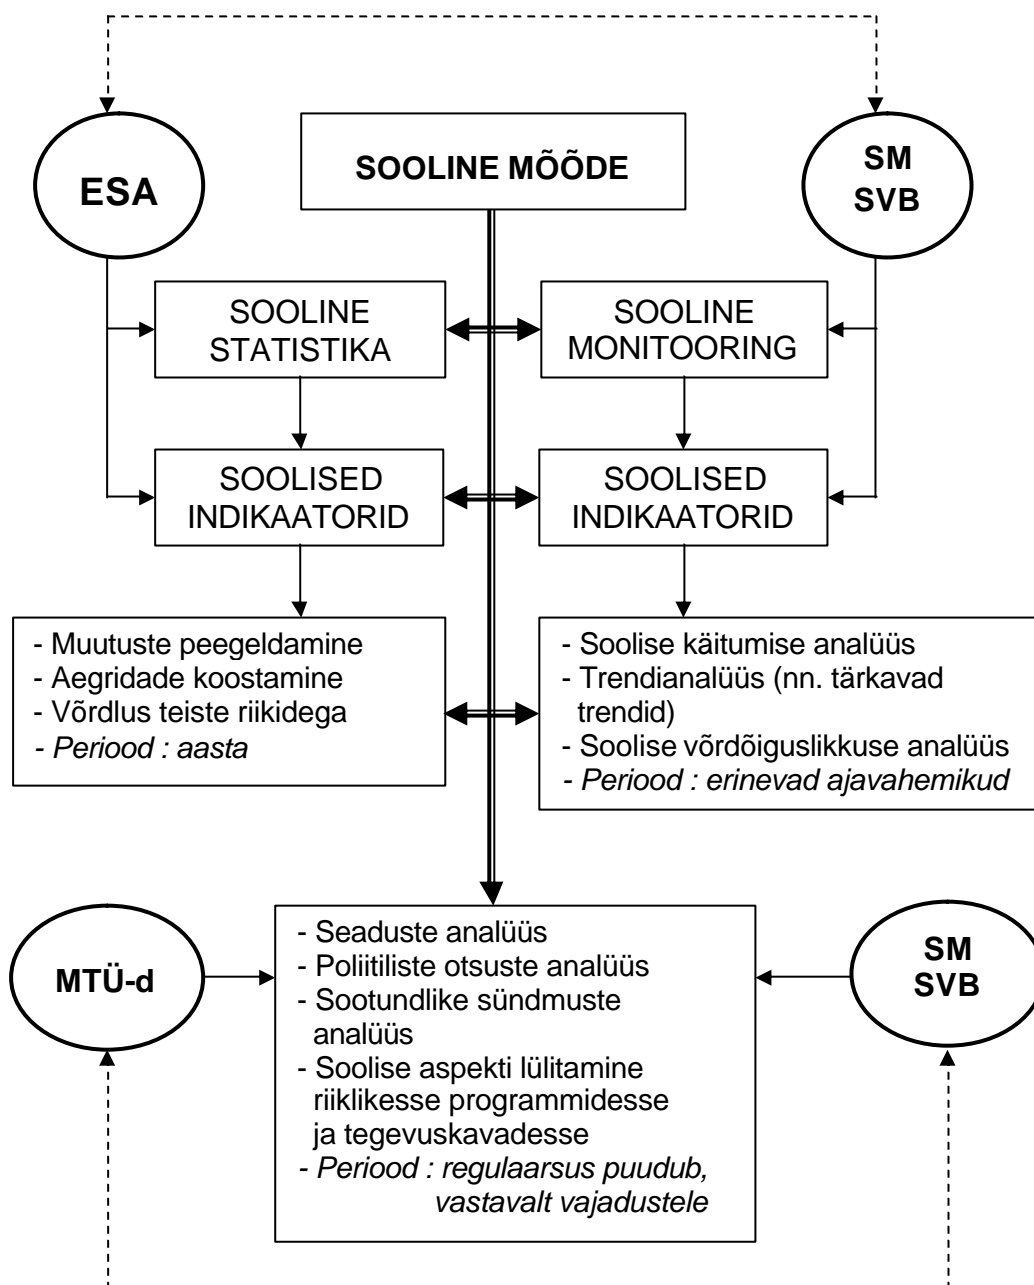 ESA
SOOLINE MÕÕDE
SM
SVB
SOOLINE
STATISTIKA
SOOLINE
MONITOORING
SOOLISED
INDIKAATORID
SOOLISED
INDIKAATORID
- Muutuste peegeldamine
- Aegridade koostamine
- Võrdlus teiste riikidega
- Periood : aasta
- Soolise käitumise analüüs
- Trendianalüüs (nn. tärkavad
trendid)
- Soolise võrdõiguslikkuse analüüs
- Periood : erinevad ajavahemikud
MTÜ-d
- Seaduste analüüs
- Poliitiliste otsuste analüüs
- Sootundlike sündmuste
analüüs
- Soolise aspekti lülitamine
riiklikesse programmidesse
ja tegevuskavadesse
- Periood : regulaarsus puudub,
vastavalt vajadustele
SM
SVB